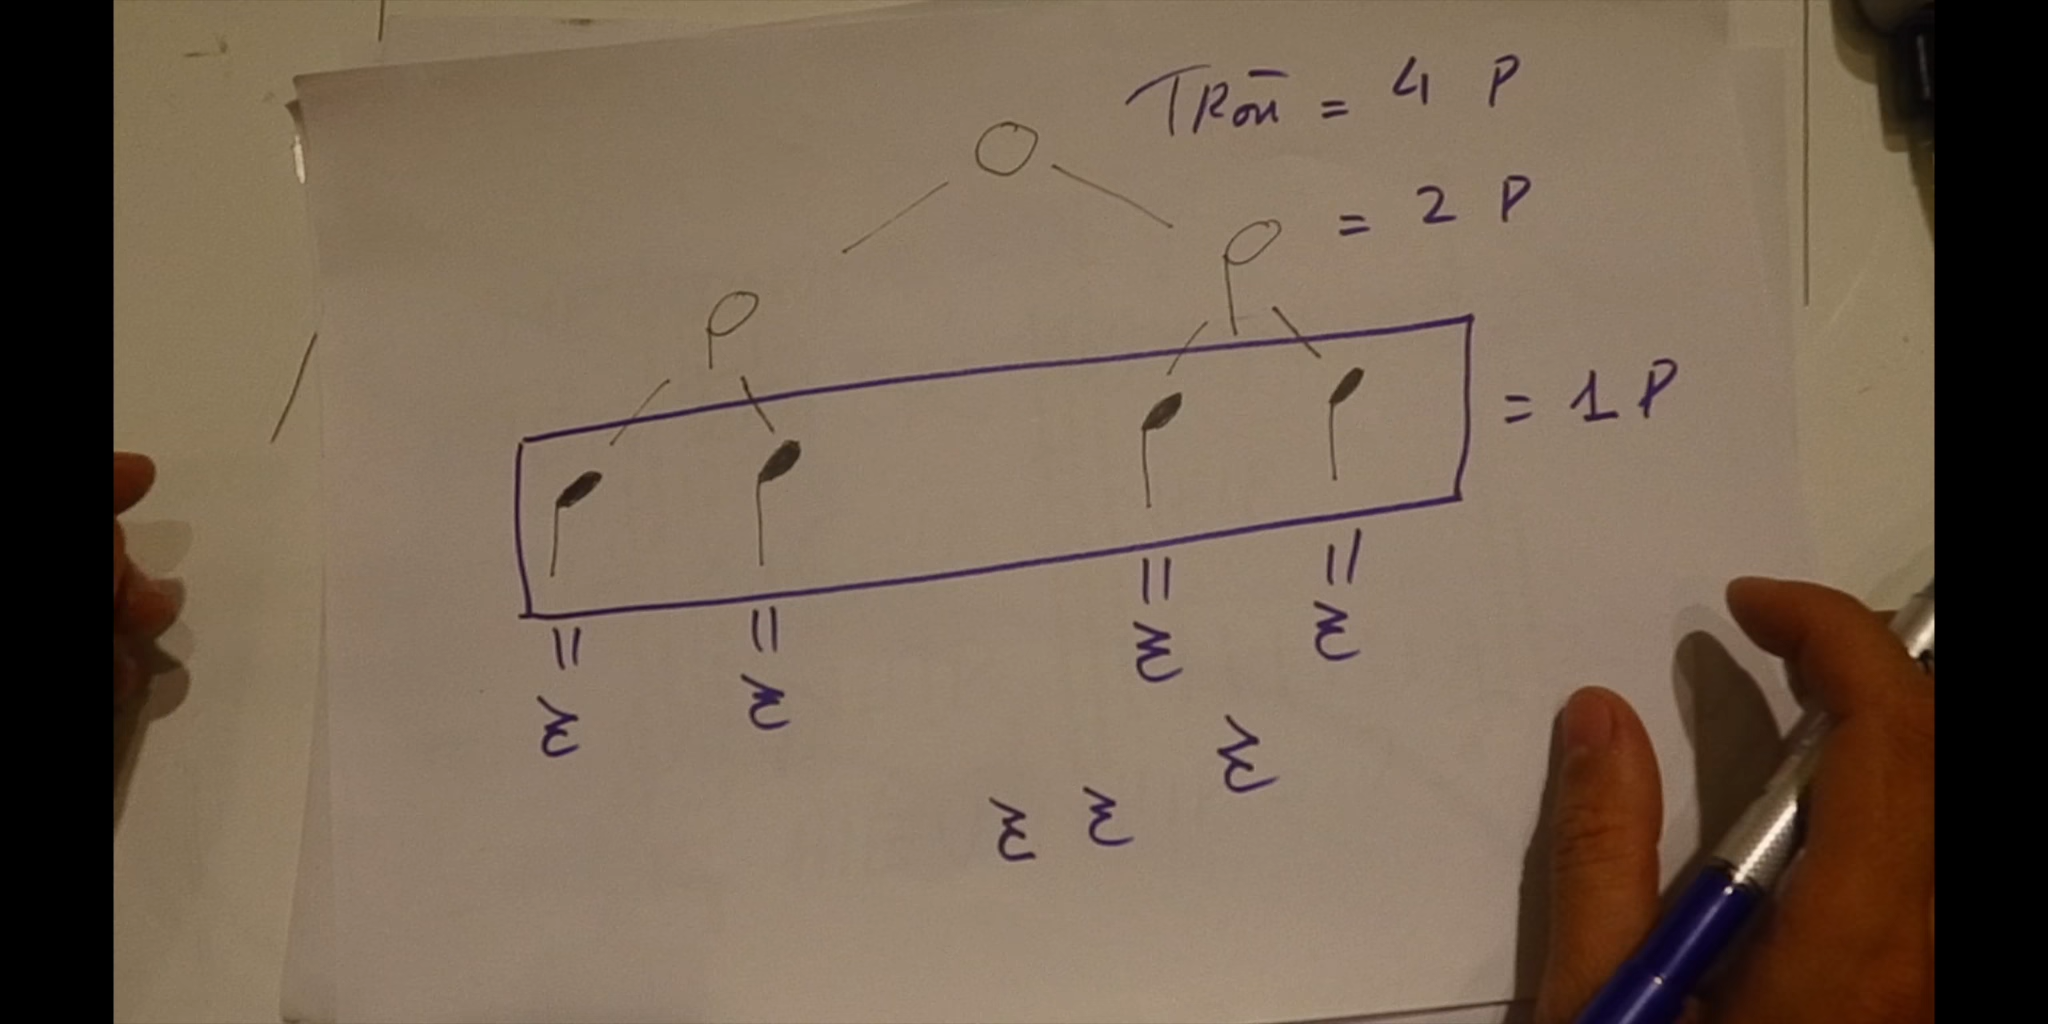 TRòn = 4 P
= 2 P
= 1 P